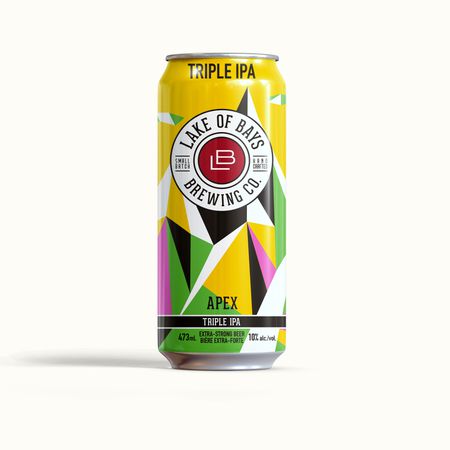 TRIPLE IPA
LAKE OF BAYS
SMALL BATCH
LB
HAND CRAFTED
BREWING CO.
APEX
TRIPLE IPA
473mL
EXTRA-STRONG BEER
BIÈRE EXTRA-FORTE
10% alc./vol.